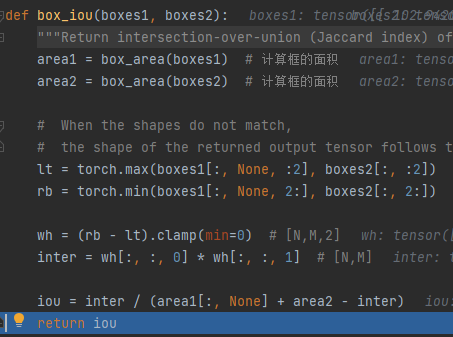 def box_iou(boxes1, boxes2):   boxes1: tensor
"""Return intersection-over-union (Jaccard index) of
area1 = box_area(boxes1)  # 计算框的面积   area1: tenso
area2 = box_area(boxes2)  # 计算框的面积   area2: tenso
#  When the shapes do not match,
#  the shape of the returned output tensor follows t
lt = torch.max(boxes1[:, None, :2], boxes2[:, :2])
rb = torch.min(boxes1[:, None, 2:], boxes2[:, 2:])
wh = (rb - lt).clamp(min=0)  # [N,M,2]   wh: tensor([
inter = wh[:, :, 0] * wh[:, :, 1]  # [N,M]   inter: t
iou = inter / (area1[:, None] + area2 - inter)   iou:
return iou